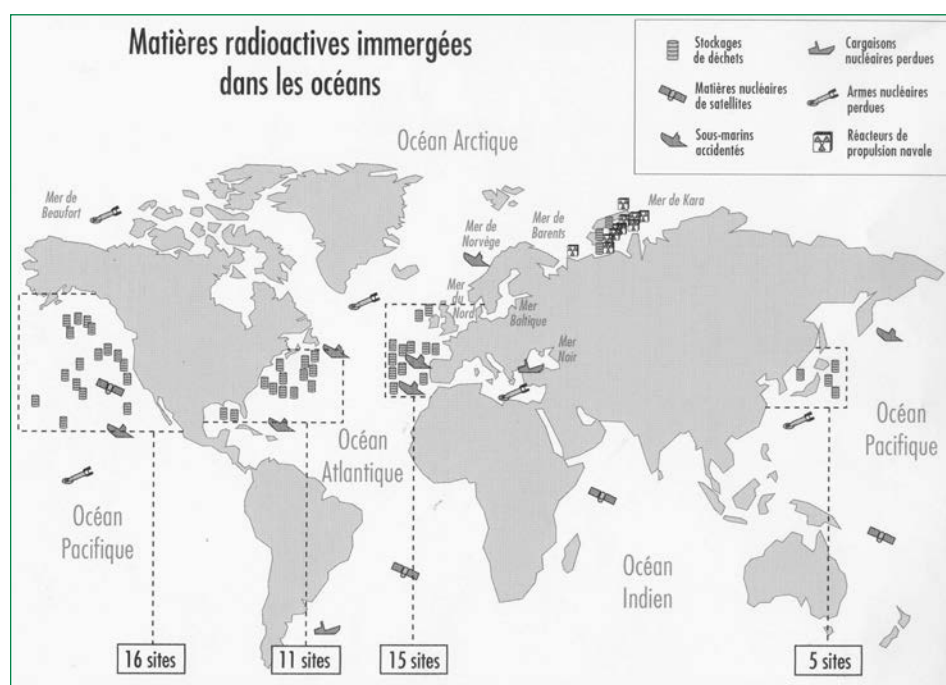 Matières radioactives immergées
dans les océans
Stockages
de déchets
Cargaisons
nucléaires perdues
Matières nucléaires
de satellites
Armes nucléaires
perdues
Sous-marins
accidentés
Réacteurs de
propulsion navale
Océan Arctique
Mer de
Beaufort
Mer de
Norvège
Mer de
Barents
Mer de Kara
Mer
du
Nord
Mer
Baltique
Mer
Noir
Océan
Atlantique
Océan
Pacifique
Océan
Pacifique
Océan
Indien
16 sites
11 sites
15 sites
5 sites